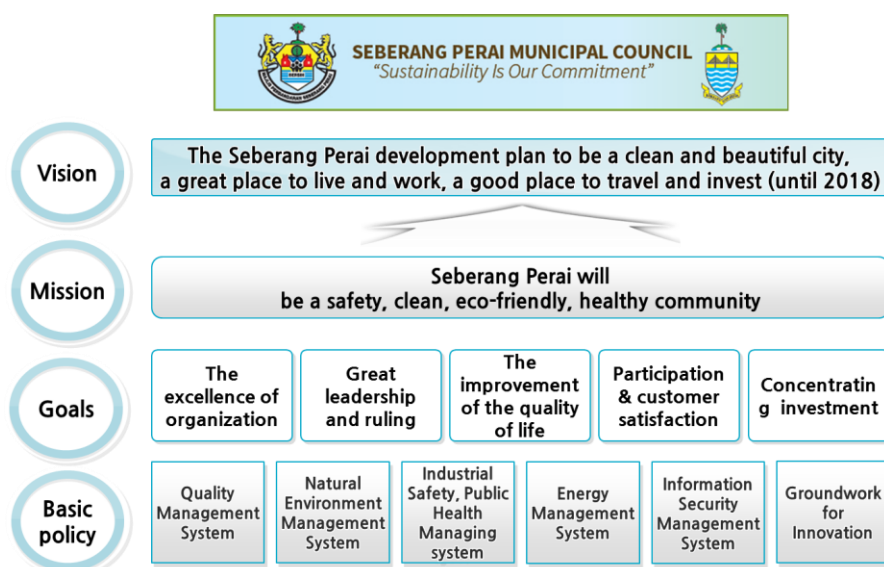 SEBERANG PERAI MUNICIPAL COUNCIL
“Sustainability Is Our Commitment”
Vision
The Seberang Perai development plan to be a clean and beautiful city,
a great place to live and work, a good place to travel and invest (until 2018)
Mission
Seberang Perai will
be a safety, clean, eco-friendly, healthy community
Goals
The
excellence of
organization
Great
leadership
and ruling
The
improvement
of the quality
of life
Participation
& customer
satisfaction
Concentratin
g investment
Basic
policy
Quality
Management
System
Natural
Environment
Management
System
Industrial
Safety, Public
Health
Managing
system
Energy
Management
System
Information
Security
Management
System
Groundwork
for
Innovation